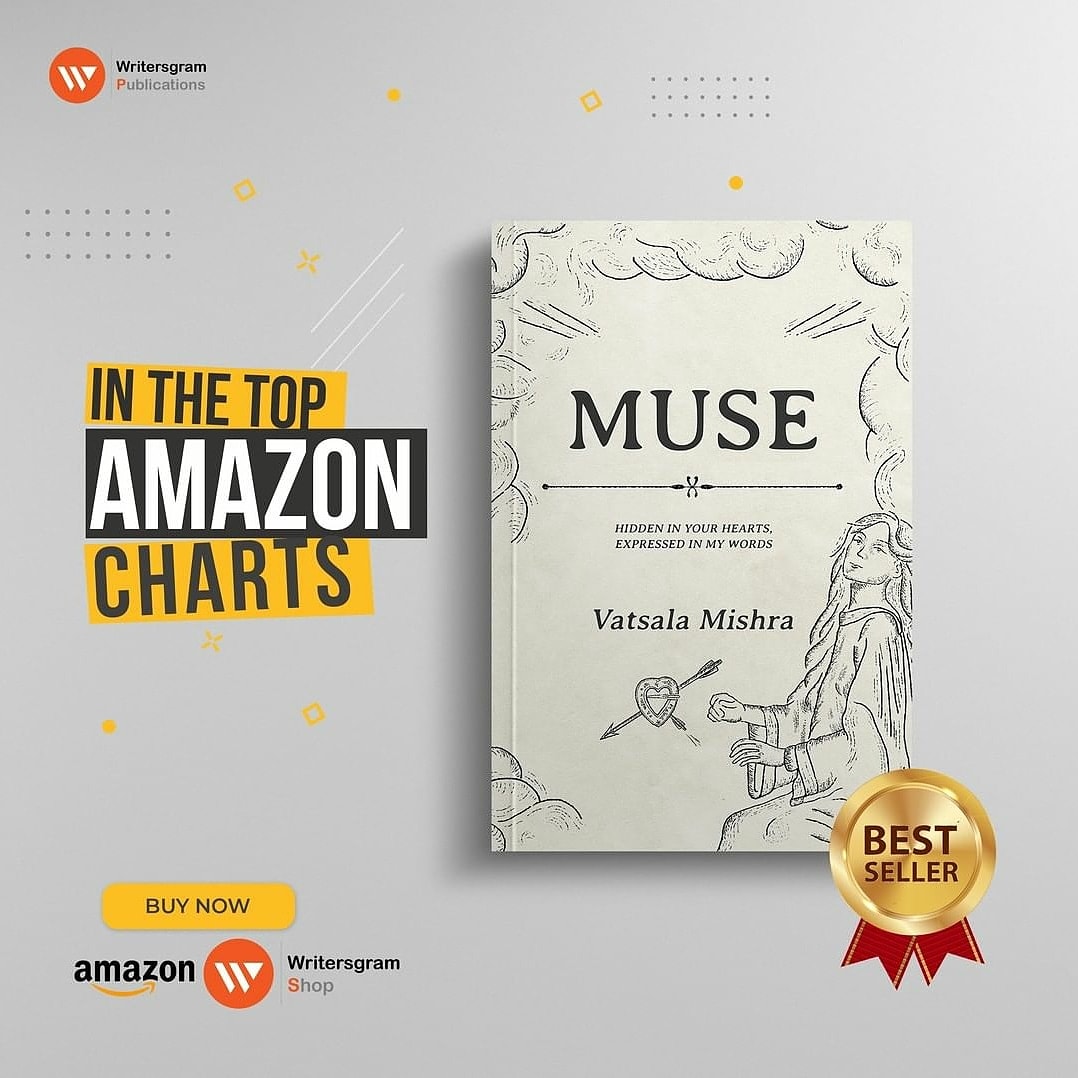 Writersgram
Publications
IN THE TOP
AMAZON
CHARTS
MUSE
HIDDEN IN YOUR HEARTS,
EXPRESSED IN MY WORDS
Vatsala Mishra
BEST
SELLER
BUY NOW
amazon
Writersgram
Shop